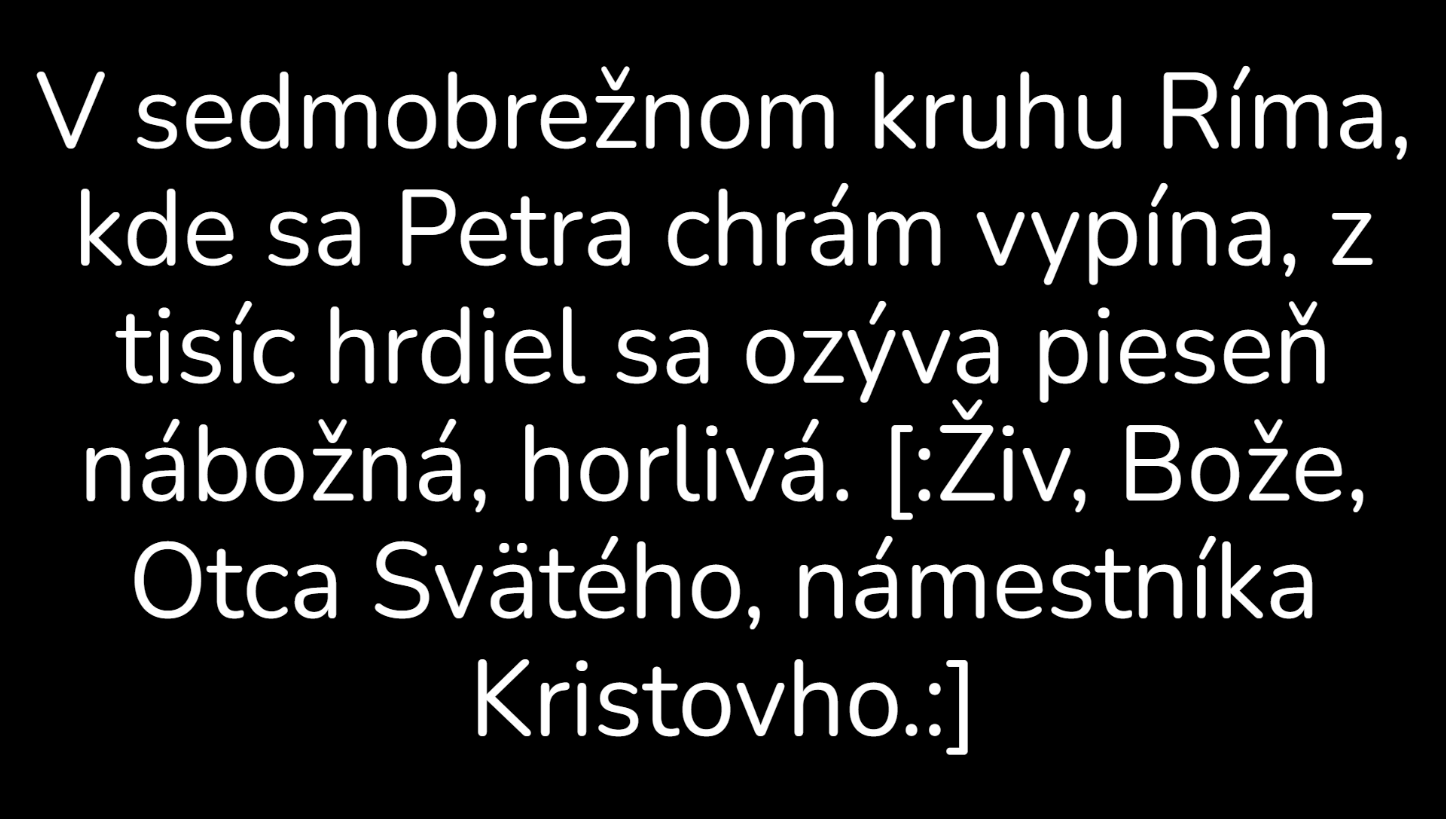 V sedmobrežnom kruhu Ríma,
kde sa Petra chrám vypína, z
tisíc hrdiel sa ozýva pieseň
nábožná, horlivá. [:Živ, Bože,
Otca Svätého, námestníka
Kristovho.:]